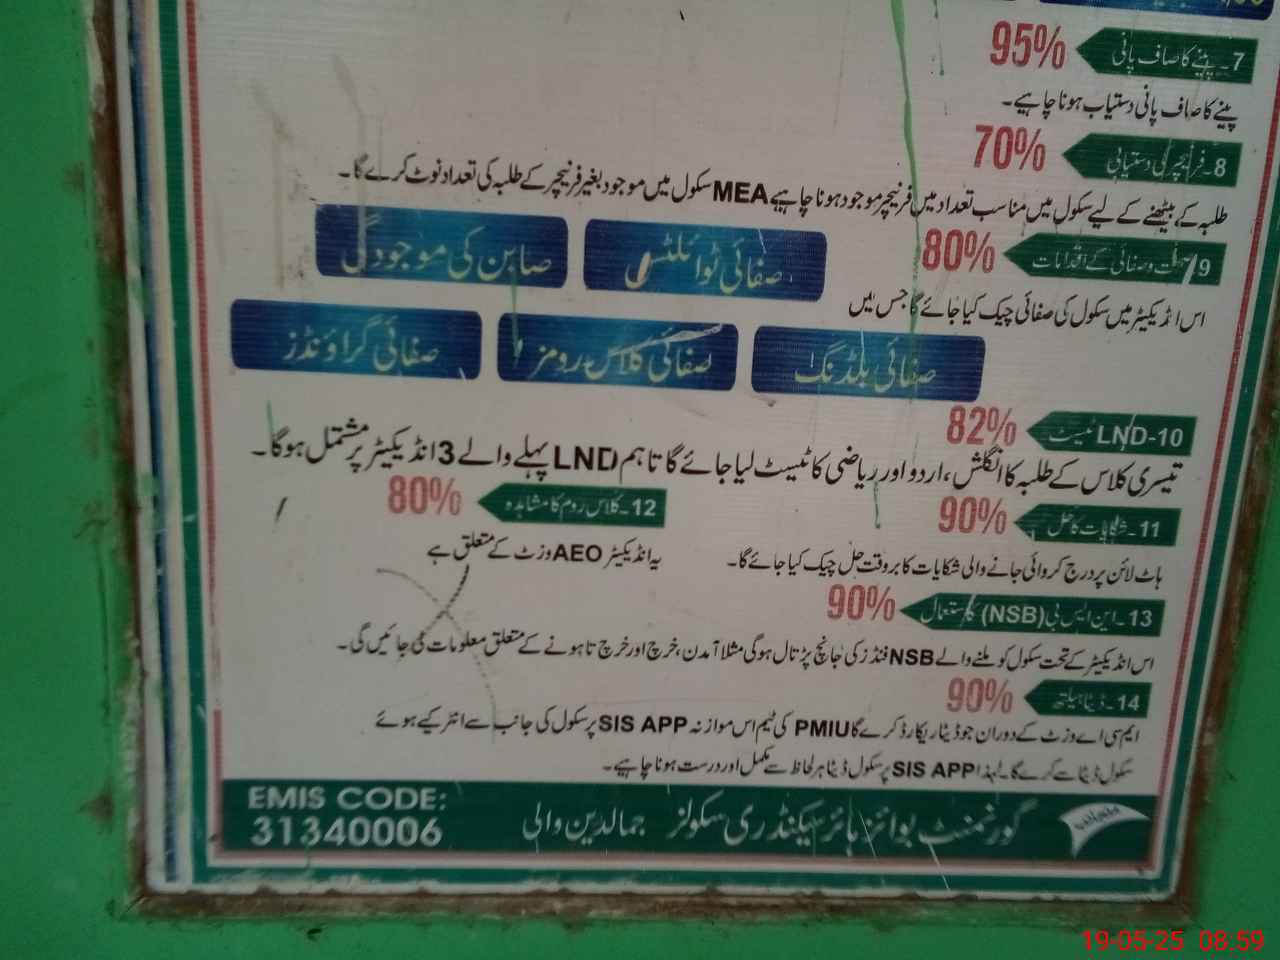 7۔ پینے کا صاف پانی 95%
پینے کا صاف پانی دستیاب ہونا چاہیے۔
8۔ فرنیچر کی دستیابی 70%
طلبہ کے بیٹھنے کے لیے سکول میں مناسب تعداد میں فرنیچر موجود ہونا چاہیے MEA سکول میں موجود بغیر فرنیچر کے طلبہ کی تعداد نوٹ کرے گا۔
9۔ صحت و صفائی کے اقدامات 80%
صفائی ٹوائلٹس صابن کی موجودگی
اس انڈیکیٹر میں سکول کی صفائی چیک کیا جائے گا جس میں
صفائی بلڈنگ صفائی کلاس رومز صفائی گراؤنڈز
LND-10 ٹیسٹ 82%
تیسری کلاس کے طلبہ کا انگلش، اردو اور ریاضی کا ٹیسٹ لیا جائے گا تاہم LND پہلے والے 3 انڈیکیٹر پر مشتمل ہوگا۔
11۔ شکایات کا حل 90%
ہاٹ لائن پر درج کروائی جانے والی شکایات کا بروقت حل چیک کیا جائے گا۔
12۔ کلاس روم کا مشاہدہ 80%
یہ انڈیکیٹر AEO وزٹ کے متعلق ہے
13۔ این ایس بی (NSB) کا استعمال 90%
اس انڈیکیٹر کے تحت سکول کو ملنے والے NSB فنڈز کی جانچ پڑتال ہوگی مثلا آمدن، خرچ اور خرچ نا ہونے کے متعلق معلومات لی جائیں گی۔
14۔ ڈیٹا ہیلتھ 90%
ایم سی اے وزٹ کے دوران جو ڈیٹا ریکارڈ کرے گا PMIU کی ٹیم اس موازنہ SIS APP پر سکول کی جانب سے انٹر کیے ہوئے
سکول ڈیٹا سے کرے گا۔ لہذا SIS APP پر سکول ڈیٹا ہر لحاظ سے مکمل اور درست ہونا چاہیے۔
گورنمنٹ بوائز ہائر سیکنڈری سکولز جمالدین والی
EMIS CODE:
31340006
19-05-25 08:59